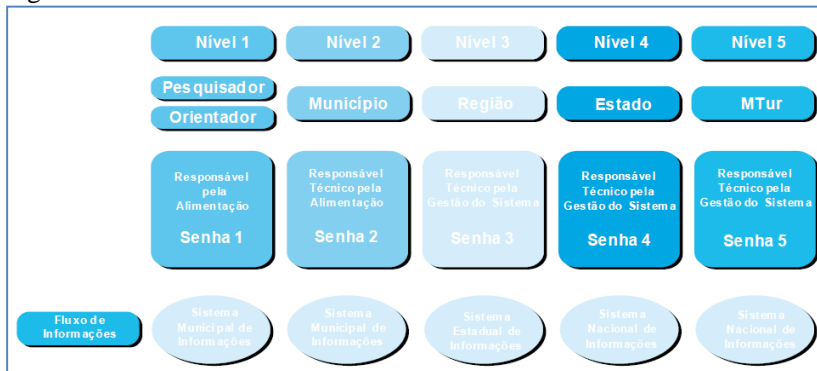 Nível 1 Nível 2 Nível 3 Nível 4 Nível 5
Pesquisador
Orientador
Município Região Estado MTur
Responsável
pela
Alimentação
Senha 1
Responsável
Técnico pela
Alimentação
Senha 2
Responsável
Técnico pela
Gestão do Sistema
Senha 3
Responsável
Técnico pela
Gestão do Sistema
Senha 4
Responsável
Técnico pela
Gestão do Sistema
Senha 5
Fluxo de
Informações
Sistema
Municipal de
Informações
Sistema
Municipal de
Informações
Sistema
Estadual de
Informações
Sistema
Nacional de
Informações
Sistema
Nacional de
Informações